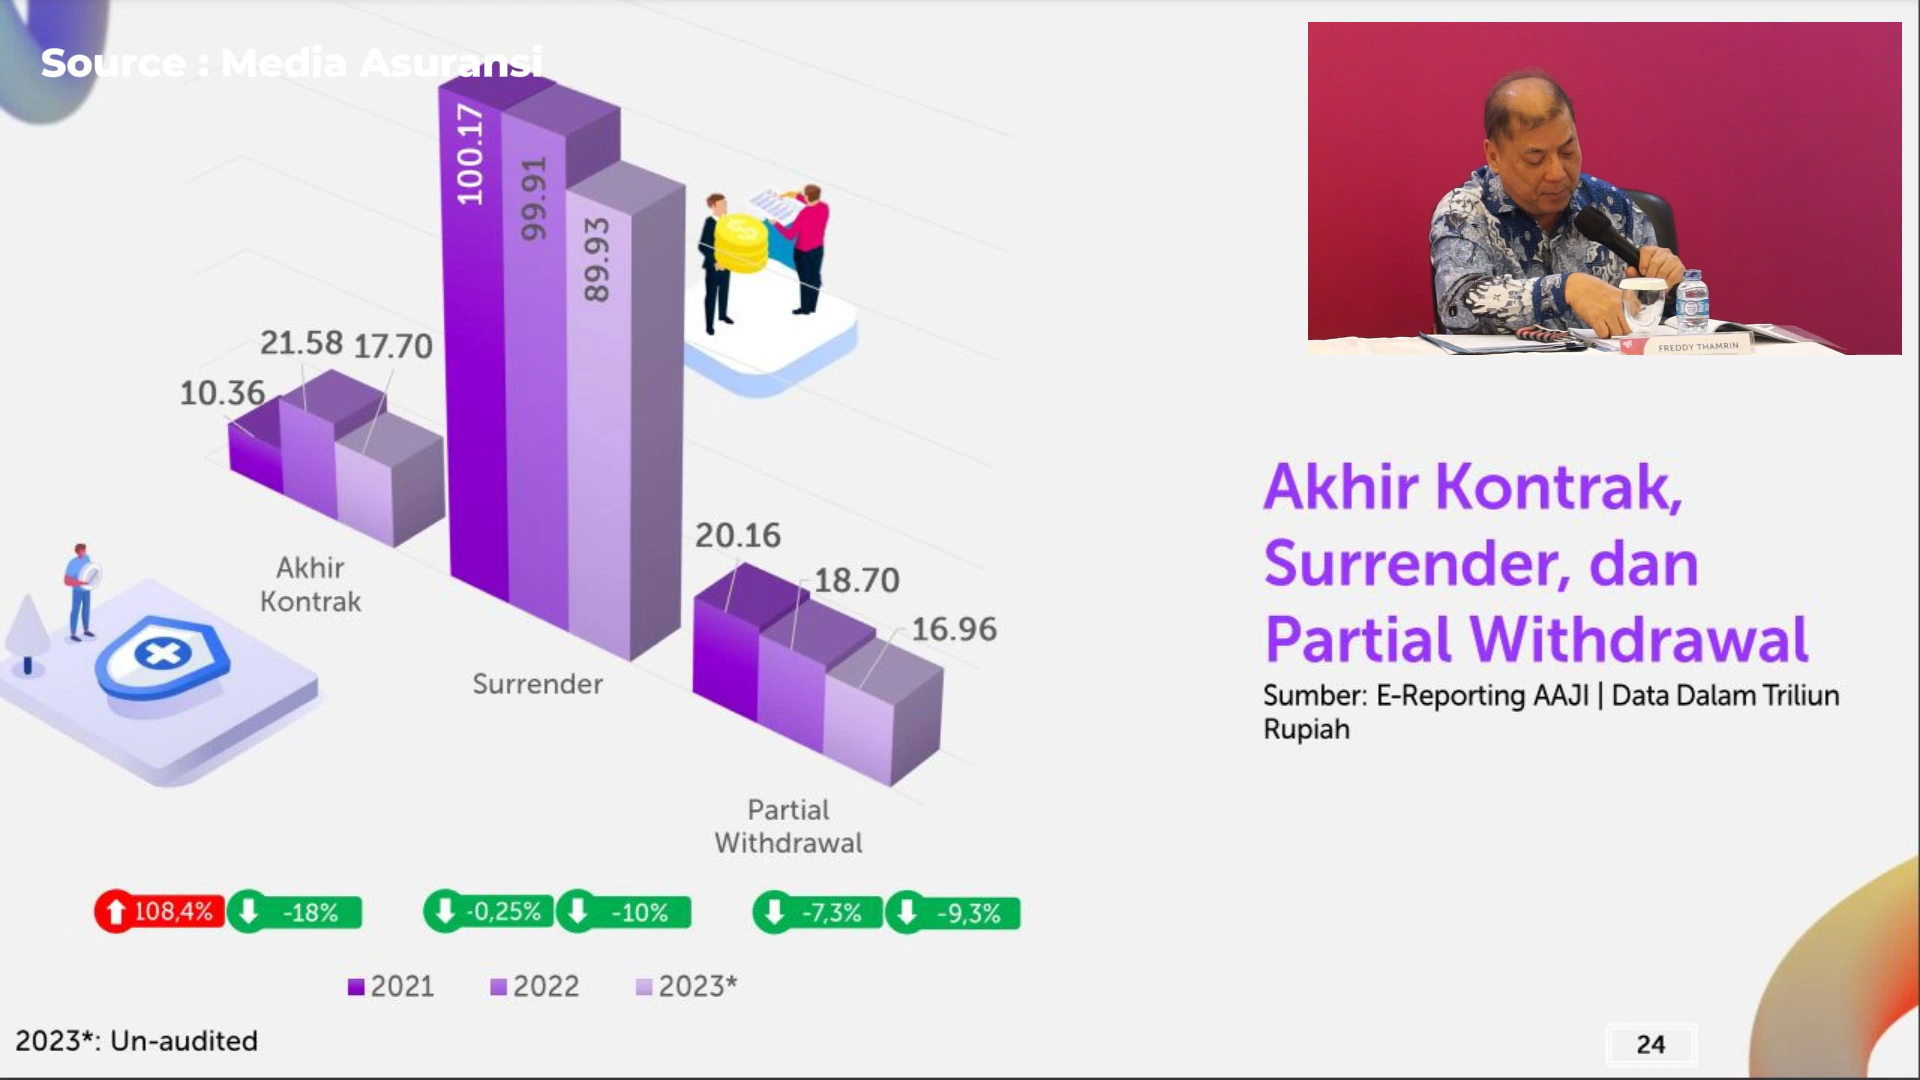 Source : Media Asuransi
100.17
99.91
89.93
21.58 17.70
10.36
20.16
18.70
16.96
Akhir
Kontrak
Surrender
Partial
Withdrawal
FREDDY THAMRIN
Akhir Kontrak,
Surrender, dan
Partial Withdrawal
Sumber: E-Reporting AAJI | Data Dalam Triliun
Rupiah
108,4% -18% -0,25% -10% -7,3% -9,3%
2021 2022 2023*
2023*: Un-audited
24